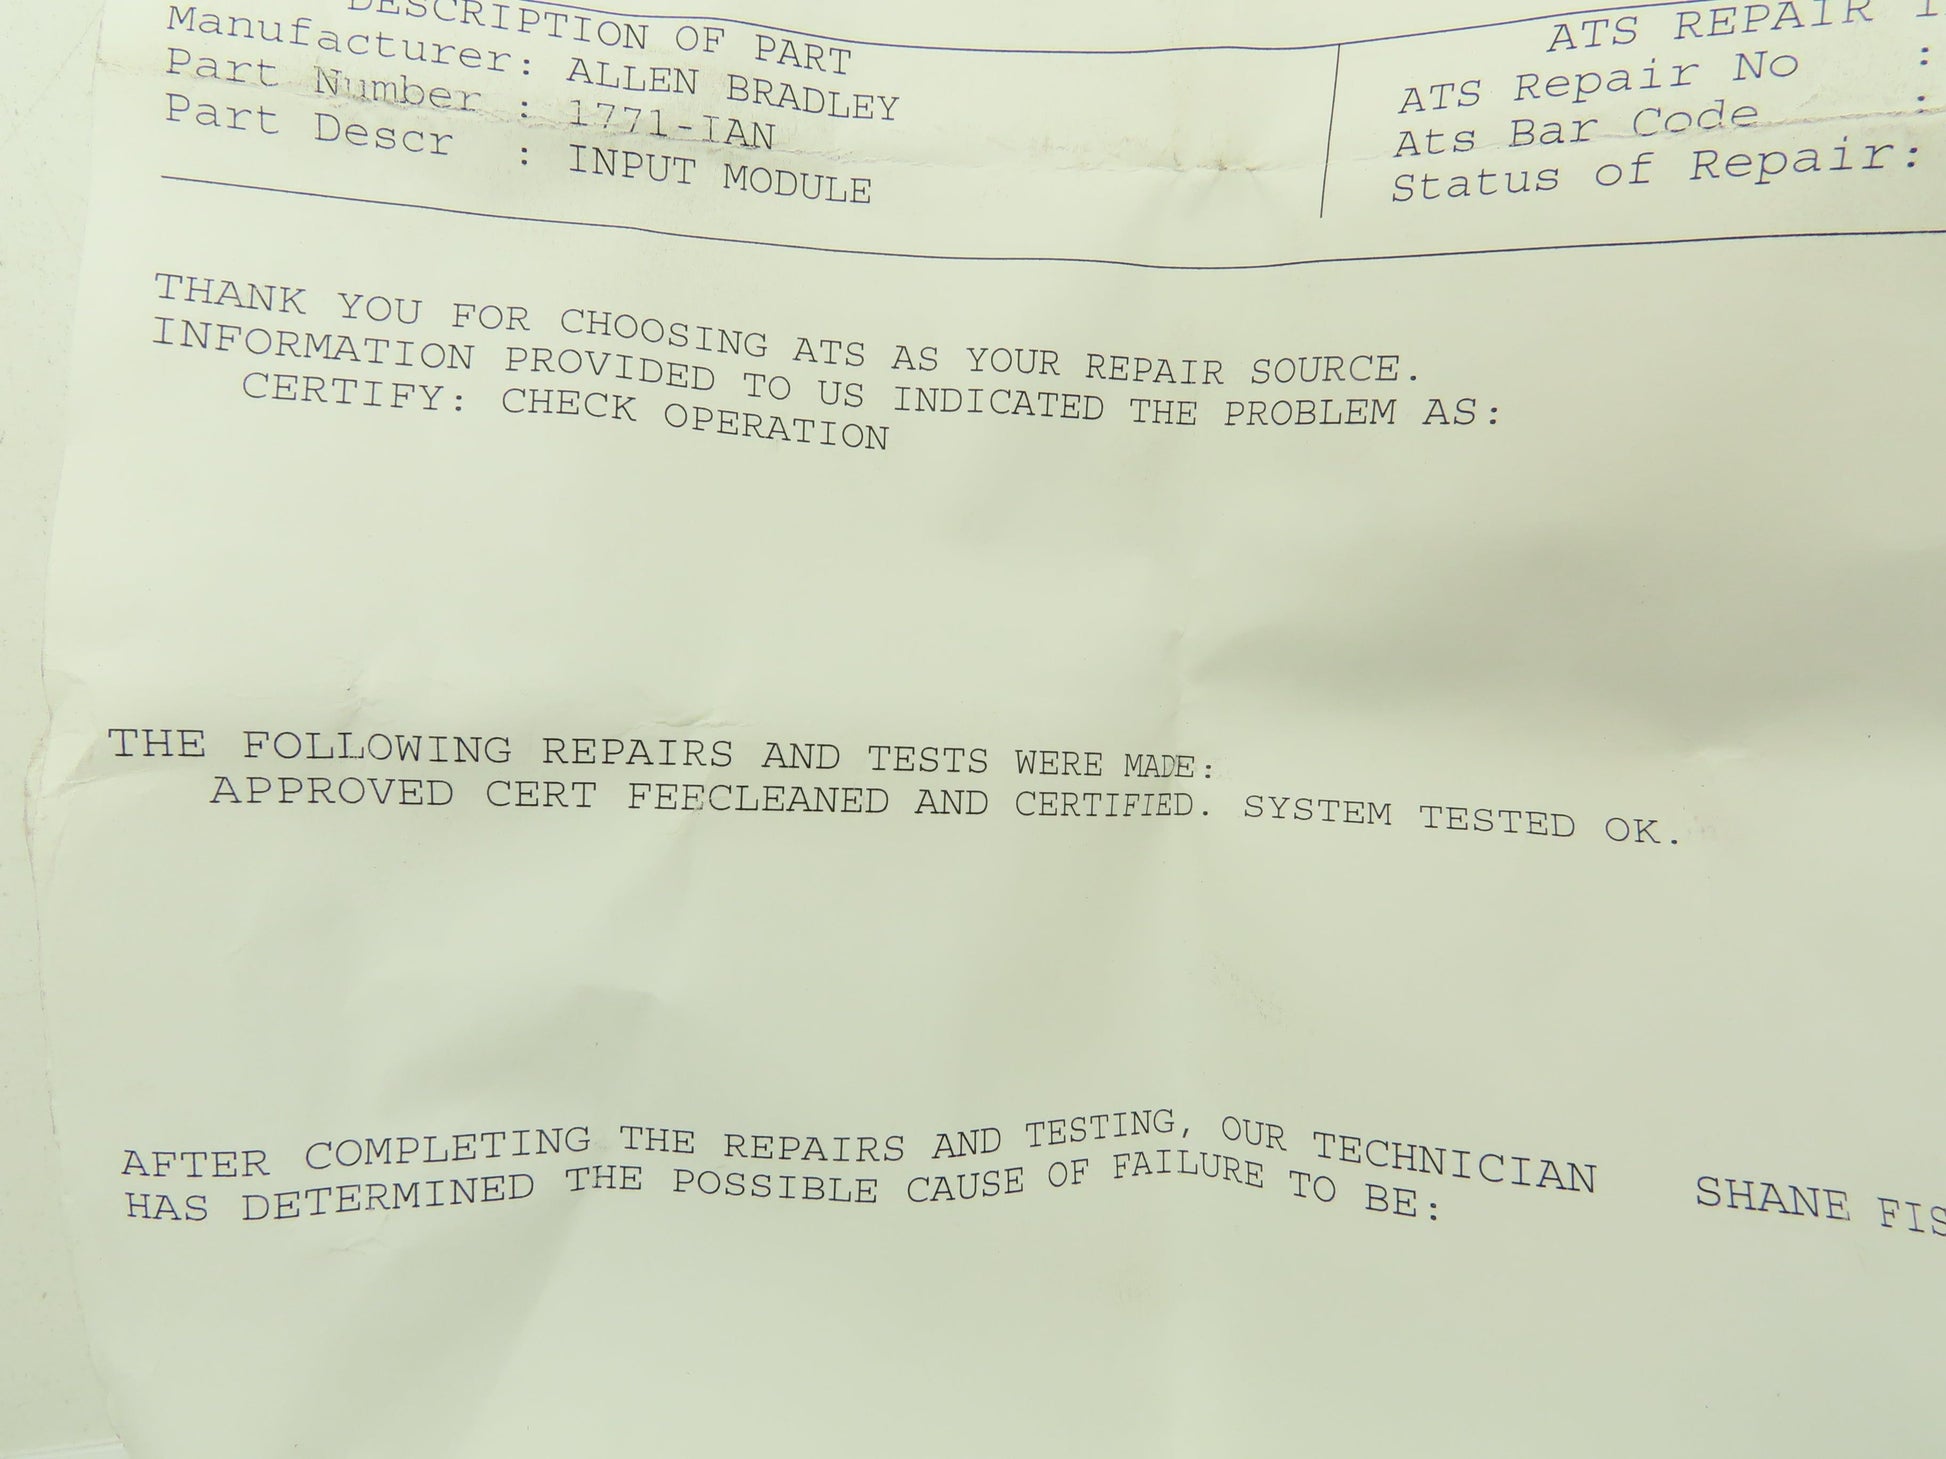 DESCRIPTION OF PART
Manufacturer: ALLEN BRADLEY
Part Number : 1771-IAN
Part Descr : INPUT MODULE
ATS REPAIR
ATS Repair No :
Ats Bar Code :
Status of Repair:
THANK YOU FOR CHOOSING ATS AS YOUR REPAIR SOURCE.
INFORMATION PROVIDED TO US INDICATED THE PROBLEM AS:
CERTIFY: CHECK OPERATION
THE FOLLOWING REPAIRS AND TESTS WERE MADE:
APPROVED CERT FEECLEANED AND CERTIFIED. SYSTEM TESTED OK.
AFTER COMPLETING THE REPAIRS AND TESTING, OUR TECHNICIAN SHANE FIS
HAS DETERMINED THE POSSIBLE CAUSE OF FAILURE TO BE: